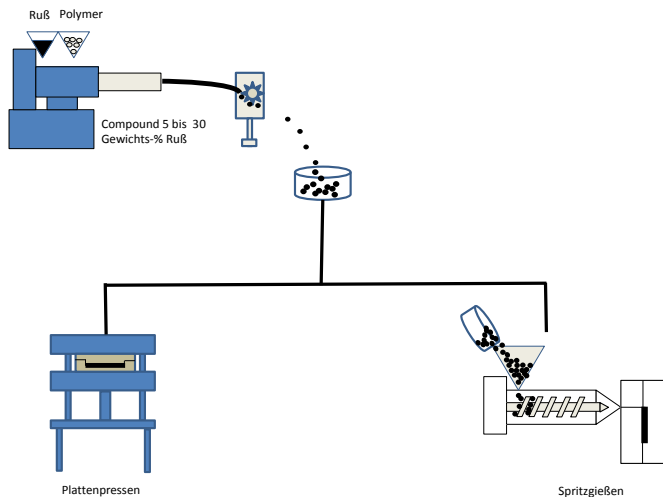 Ruß Polymer
Compound 5 bis 30
Gewichts-% Ruß
Plattenpressen
Spritzgießen